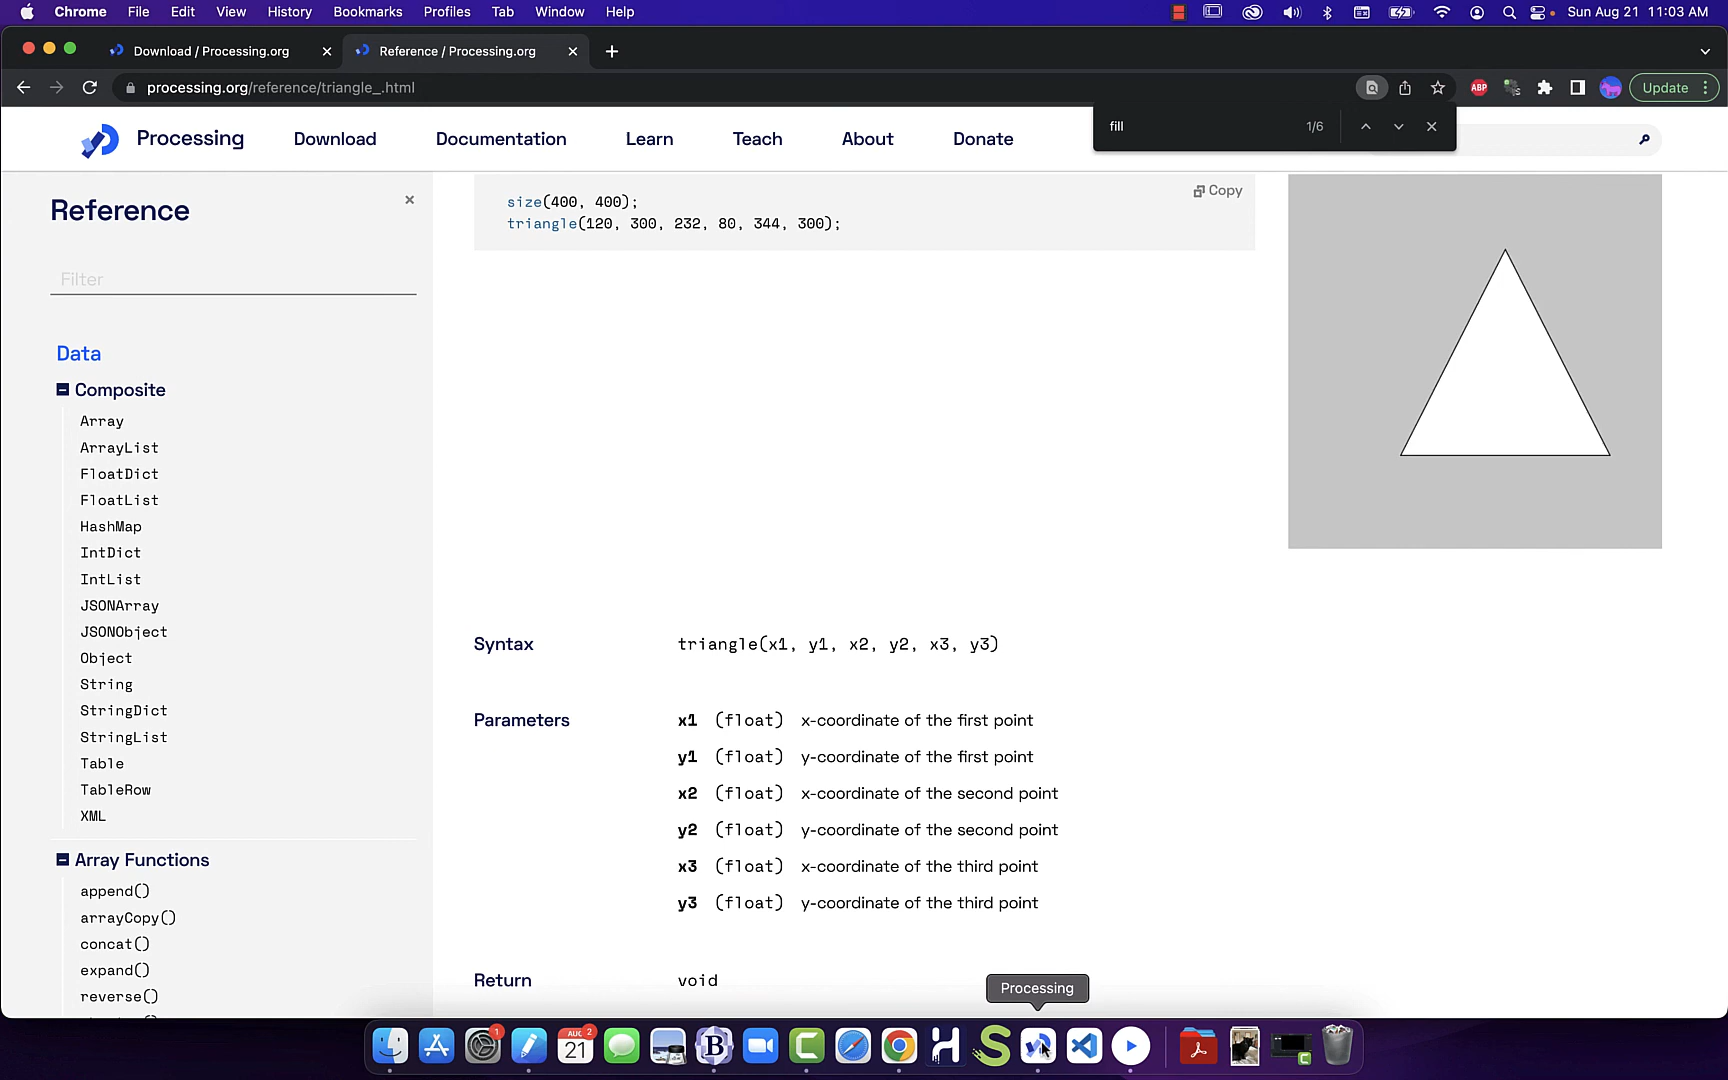 Chrome File Edit View History Bookmarks Profiles Tab Window Help Sun Aug 21 11:03 AM
Download / Processing.org Reference / Processing.org
processing.org/reference/triangle_.html ABP Update
fill 1/6
Processing Download Documentation Learn Teach About Donate
Reference
Filter
Data
Composite
Array
ArrayList
FloatDict
FloatList
HashMap
IntDict
IntList
JSONArray
JSONObject
Object
String
StringDict
StringList
Table
TableRow
XML
Array Functions
append()
arrayCopy()
concat()
expand()
reverse()
Copy
size(400, 400);
triangle(120, 300, 232, 80, 344, 300);
Syntax triangle(x1, y1, x2, y2, x3, y3)
Parameters x1 (float) x-coordinate of the first point
y1 (float) y-coordinate of the first point
x2 (float) x-coordinate of the second point
y2 (float) y-coordinate of the second point
x3 (float) x-coordinate of the third point
y3 (float) y-coordinate of the third point
Return void
Processing
1
AUG 2
21
B